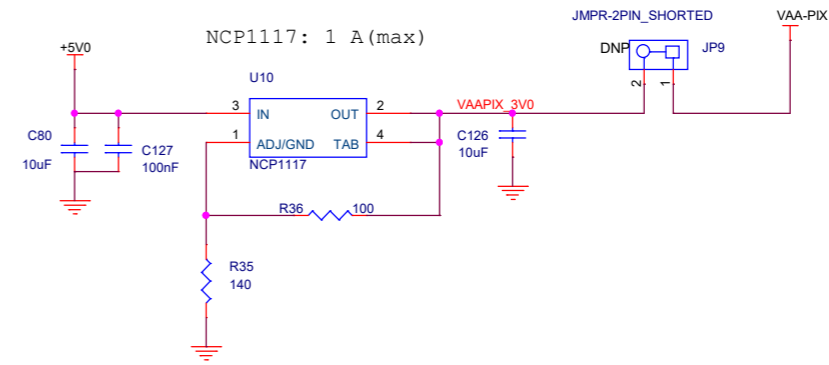 JMPR-2PIN_SHORTED
VAA-PIX
NCP1117: 1 A(max)
+5V0
DNP
JP9
U10
2
1
3
IN
OUT
2
VAAPIX_3V0
C80
10uF
C127
100nF
1
ADJ/GND
TAB
4
C126
10uF
NCP1117
R36
100
R35
140